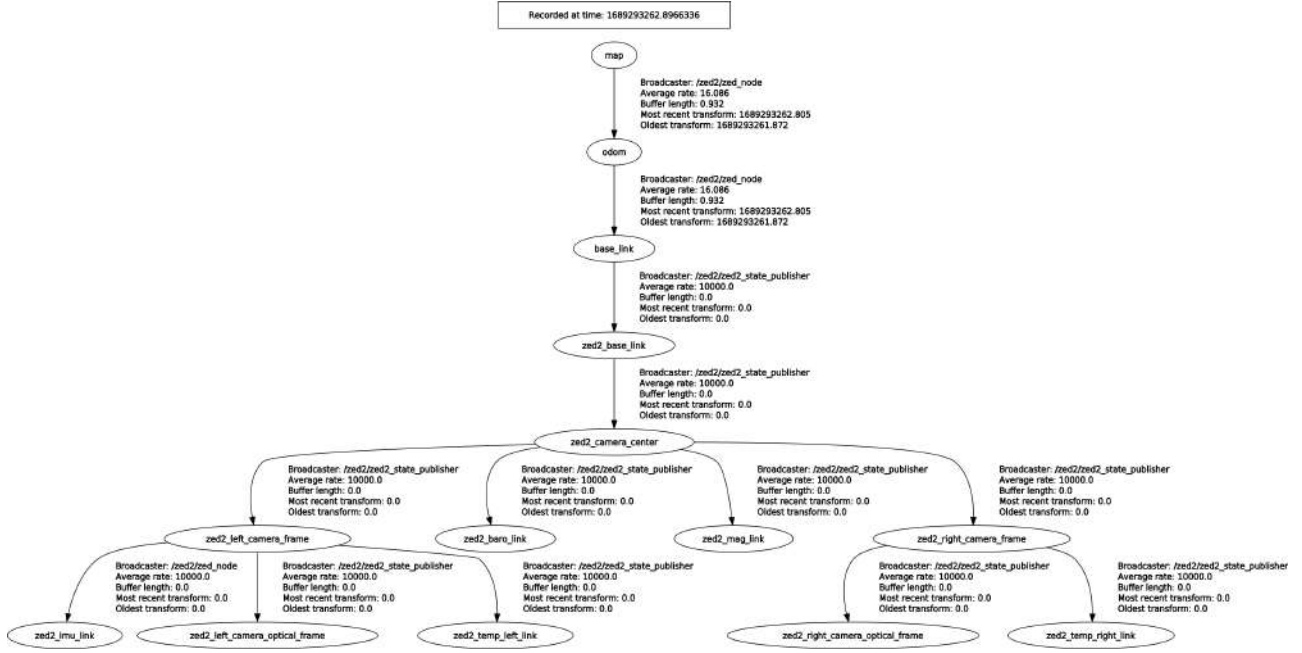 Recorded at time: 1689293262.8966336
map
Broadcaster: /zed2/zed_node
Average rate: 16.086
Buffer length: 0.932
Most recent transform: 1689293262.805
Oldest transform: 1689293261.872
odom
Broadcaster: /zed2/zed_node
Average rate: 16.086
Buffer length: 0.932
Most recent transform: 1689293262.805
Oldest transform: 1689293261.872
base_link
Broadcaster: /zed2/zed2_state_publisher
Average rate: 10000.0
Buffer length: 0.0
Most recent transform: 0.0
Oldest transform: 0.0
zed2_base_link
Broadcaster: /zed2/zed2_state_publisher
Average rate: 10000.0
Buffer length: 0.0
Most recent transform: 0.0
Oldest transform: 0.0
zed2_camera_center
Broadcaster: /zed2/zed2_state_publisher
Average rate: 10000.0
Buffer length: 0.0
Most recent transform: 0.0
Oldest transform: 0.0
Broadcaster: /zed2/zed2_state_publisher
Average rate: 10000.0
Buffer length: 0.0
Most recent transform: 0.0
Oldest transform: 0.0
Broadcaster: /zed2/zed2_state_publisher
Average rate: 10000.0
Buffer length: 0.0
Most recent transform: 0.0
Oldest transform: 0.0
Broadcaster: /zed2/zed2_state_publisher
Average rate: 10000.0
Buffer length: 0.0
Most recent transform: 0.0
Oldest transform: 0.0
zed2_left_camera_frame
zed2_baro_link
zed2_mag_link
zed2_right_camera_frame
Broadcaster: /zed2/zed_node
Average rate: 10000.0
Buffer length: 0.0
Most recent transform: 0.0
Oldest transform: 0.0
Broadcaster: /zed2/zed2_state_publisher
Average rate: 10000.0
Buffer length: 0.0
Most recent transform: 0.0
Oldest transform: 0.0
Broadcaster: /zed2/zed2_state_publisher
Average rate: 10000.0
Buffer length: 0.0
Most recent transform: 0.0
Oldest transform: 0.0
Broadcaster: /zed2/zed2_state_publisher
Average rate: 10000.0
Buffer length: 0.0
Most recent transform: 0.0
Oldest transform: 0.0
Broadcaster: /zed2/zed2_state_publisher
Average rate: 10000.0
Buffer length: 0.0
Most recent transform: 0.0
Oldest transform: 0.0
zed2_imu_link
zed2_left_camera_optical_frame
zed2_temp_left_link
zed2_right_camera_optical_frame
zed2_temp_right_link